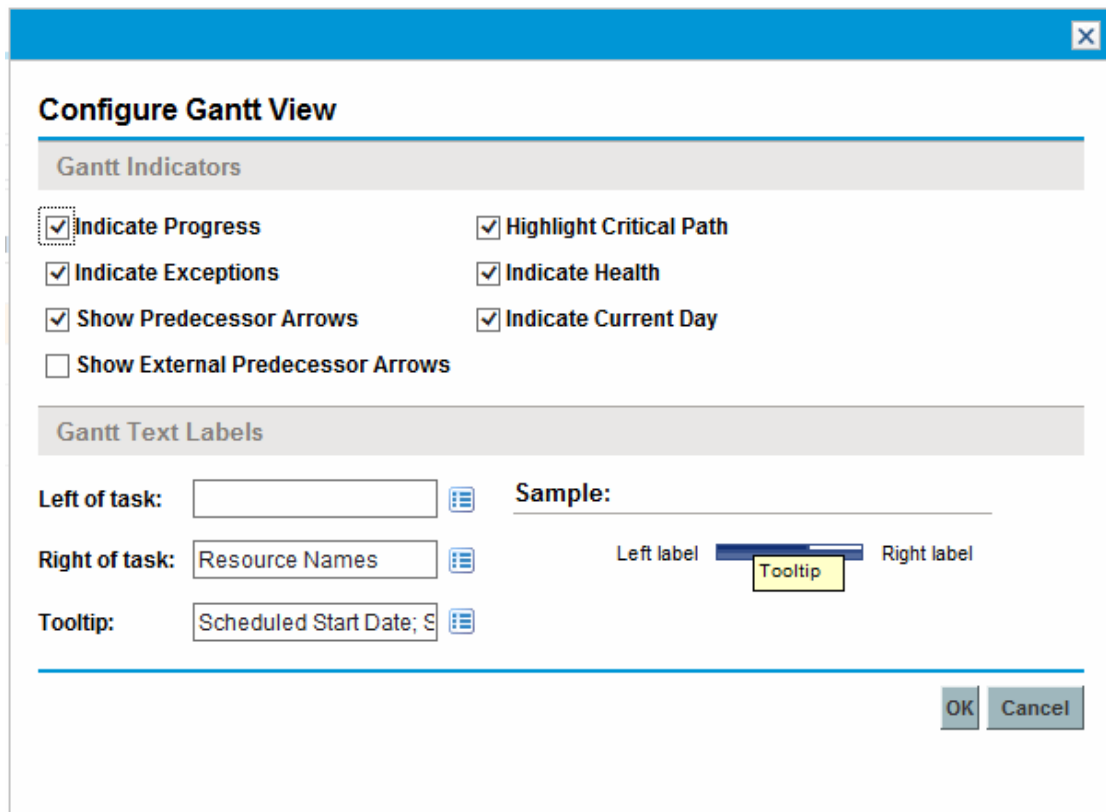 Configure Gantt View
Gantt Indicators
Indicate Progress
Highlight Critical Path
Indicate Exceptions
Indicate Health
Show Predecessor Arrows
Indicate Current Day
Show External Predecessor Arrows
Gantt Text Labels
Left of task:
Sample:
Right of task: Resource Names
Left label
Right label
Tooltip
Tooltip: Scheduled Start Date; S
OK Cancel